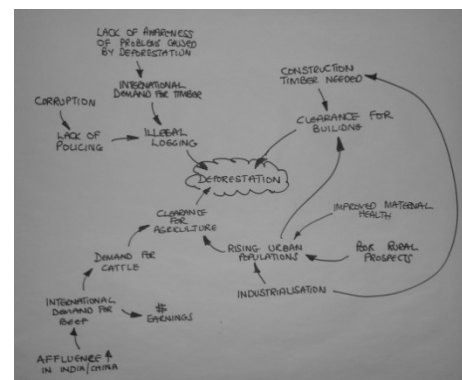 LACK OF AWARENESS
OF PROBLEMS CAUSED
BY DEFORESTATION
INTERNATIONAL
DEMAND FOR TIMBER
CORRUPTION
LACK OF
POLICING
ILLEGAL
LOGGING
CONSTRUCTION
TIMBER NEEDED
CLEARANCE FOR
BUILDING
DEFORESTATION
CLEARANCE
FOR
AGRICULTURE
IMPROVED MATERNAL
HEALTH
RISING URBAN
POPULATIONS
POOR RURAL
PROSPECTS
DEMAND FOR
CATTLE
INDUSTRIALISATION
INTERNATIONAL
DEMAND FOR
BEEF
$
EARNINGS
AFFLUENCE ↑
IN INDIA/CHINA